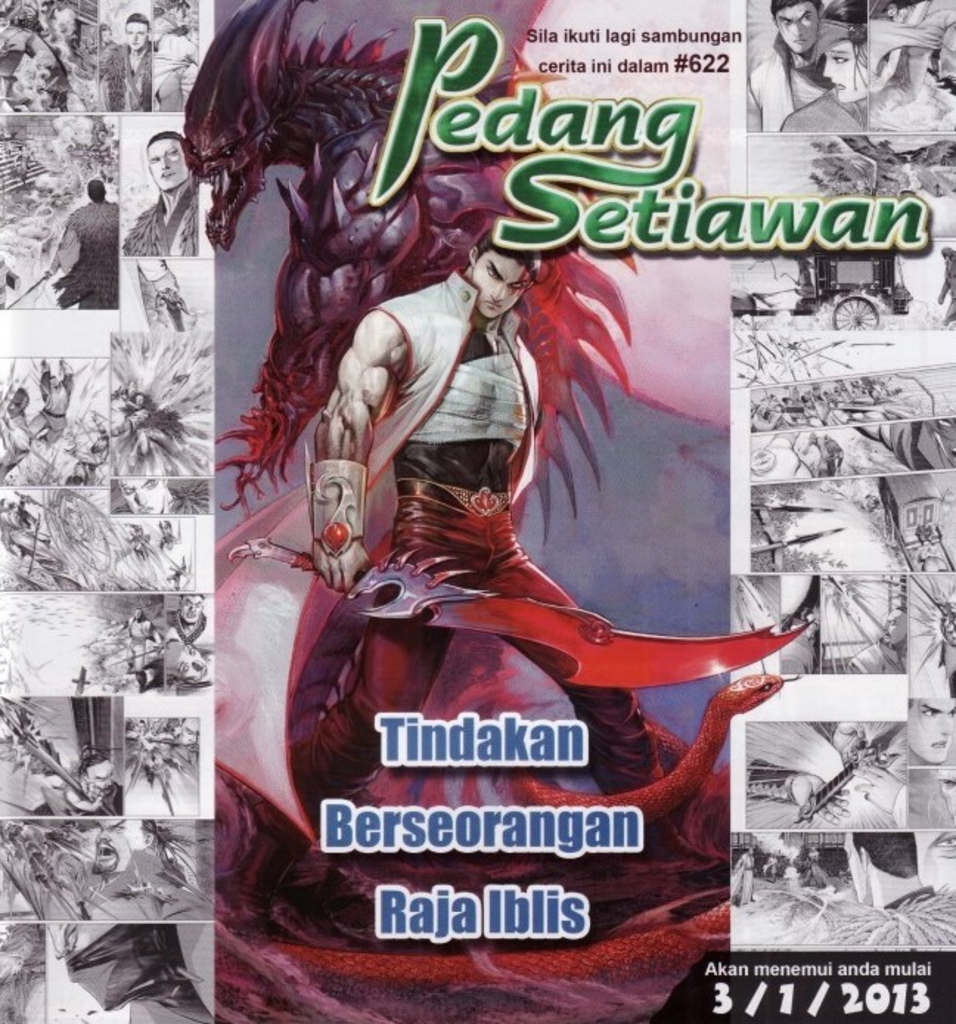 Sila ikuti lagi sambungan
cerita ini dalam #622
Pedang
Setiawan
Tindakan
Berseorangan
Raja Iblis
Akan menemui anda mulai
3/1/2013